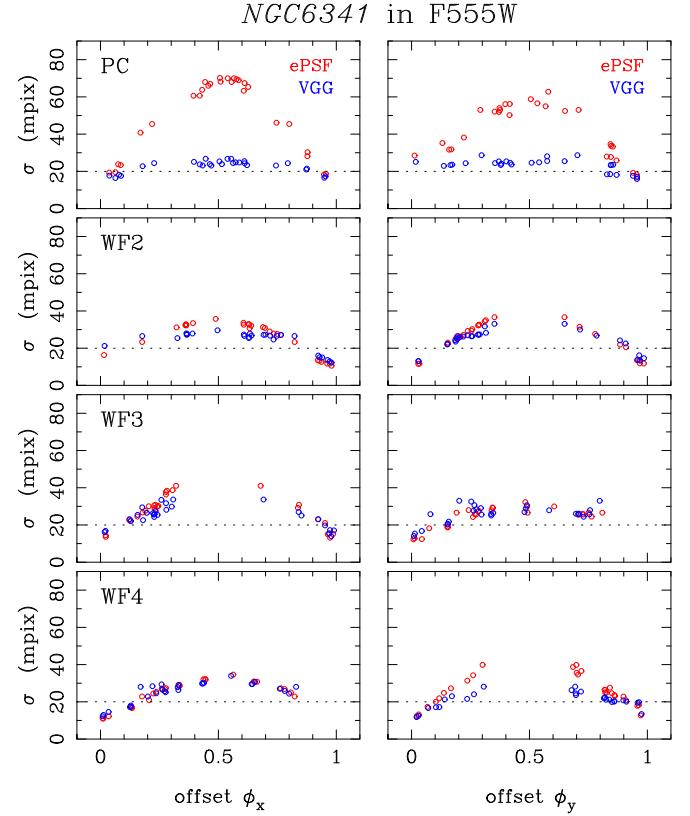 NGC6341 in F555W
PC
ePSF
VGG
ePSF
VGG
σ (mpix)
0 20 40 60 80
WF2
σ (mpix)
0 20 40 60 80
WF3
σ (mpix)
0 20 40 60 80
WF4
σ (mpix)
0 20 40 60 80
0 0.5 1
0 0.5 1
offset ϕx
offset ϕy